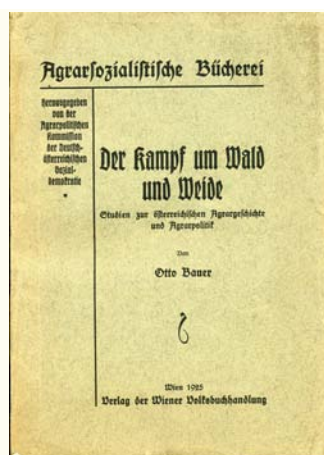 Agrarsozialistische Bücherei
Herausgegeben
von der
Agrarpolitischen
Kommission
der Deutsch-
österreichischen
Sozial-
demokratie
Der Kampf um Wald
und Weide
Studien zur österreichischen Agrargeschichte
und Agrarpolitik
Von
Otto Bauer
Wien 1925
Verlag der Wiener Volksbuchhandlung